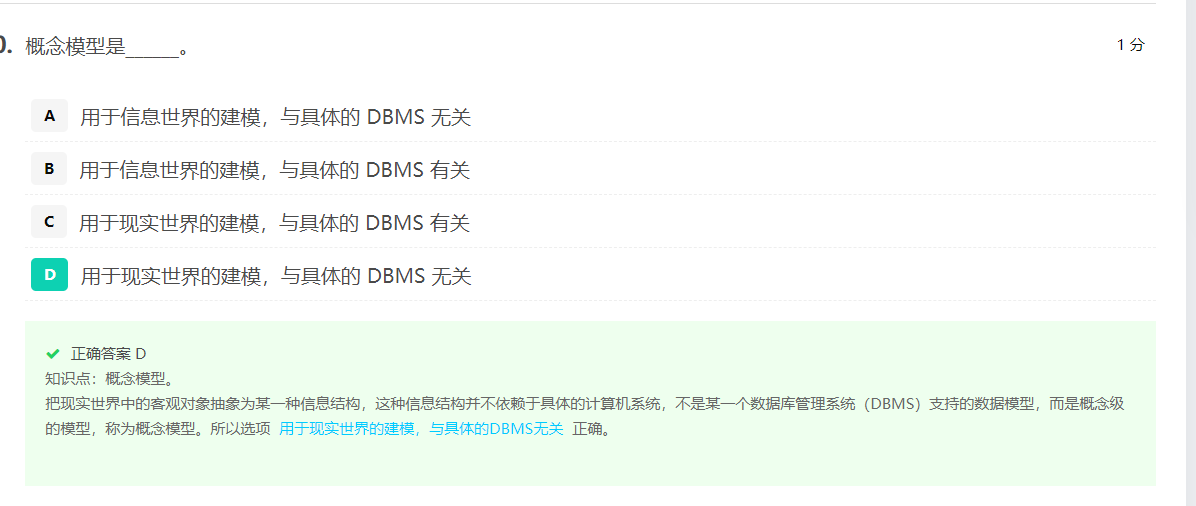 0. 概念模型是______。 1 分
A 用于信息世界的建模，与具体的 DBMS 无关
B 用于信息世界的建模，与具体的 DBMS 有关
C 用于现实世界的建模，与具体的 DBMS 有关
D 用于现实世界的建模，与具体的 DBMS 无关
正确答案 D
知识点：概念模型。
把现实世界中的客观对象抽象为某一种信息结构，这种信息结构并不依赖于具体的计算机系统，不是某一个数据库管理系统（DBMS）支持的数据模型，而是概念级
的模型，称为概念模型。所以选项 用于现实世界的建模，与具体的DBMS无关 正确。